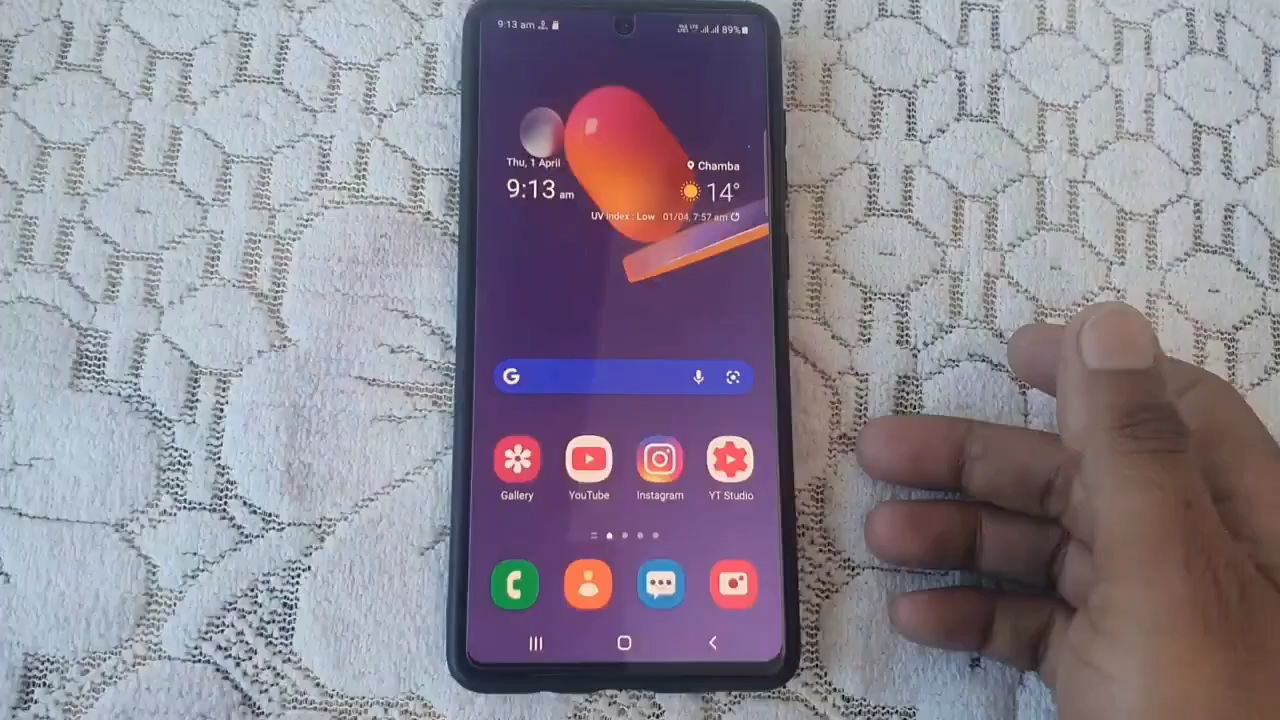 9:13 am
89%
Thu, 1 April
Chamba
9:13 am
14°
UV index : Low 01/04, 7:57 am
G
Gallery
YouTube
Instagram
YT Studio